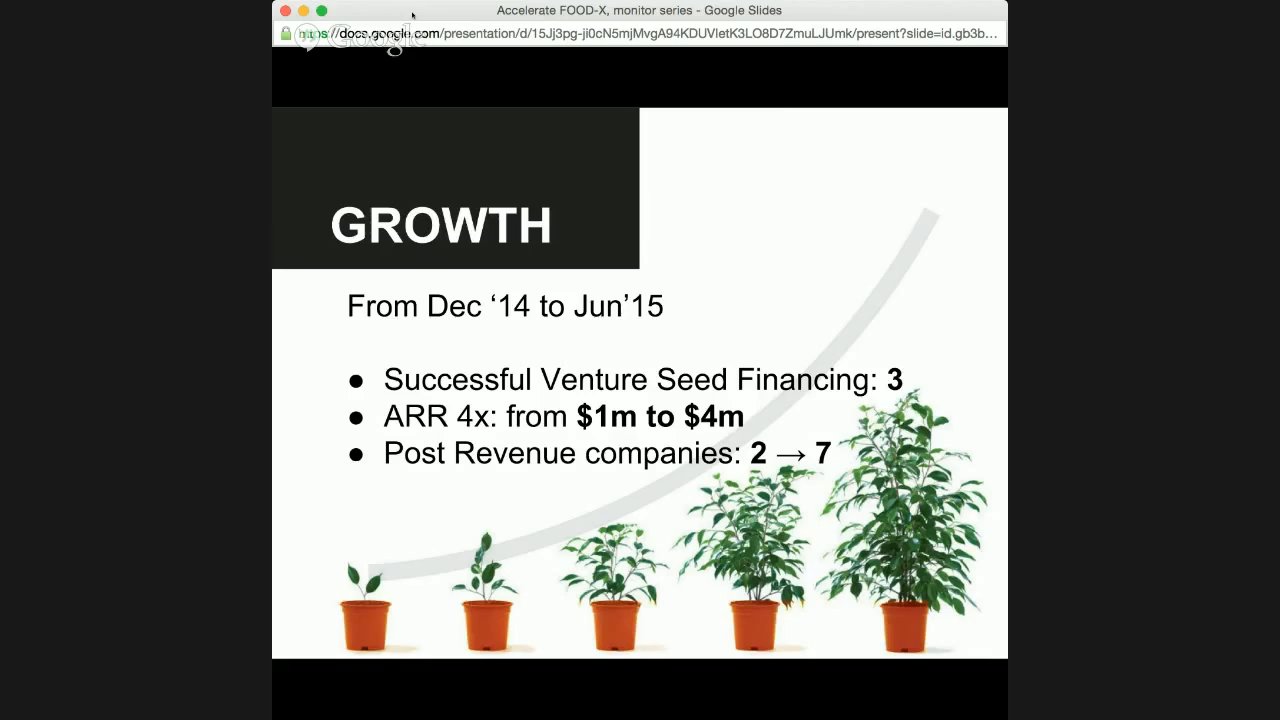 Accelerate FOOD-X, monitor series - Google Slides
https://docs.google.com/presentation/d/15Jj3pg-ji0cN5mjMvgA94KDUVIetK3LO8D7ZmuLJUmk/present?slide=id.gb3b...
Google
GROWTH
From Dec ‘14 to Jun’15
● Successful Venture Seed Financing: 3
● ARR 4x: from $1m to $4m
● Post Revenue companies: 2 → 7